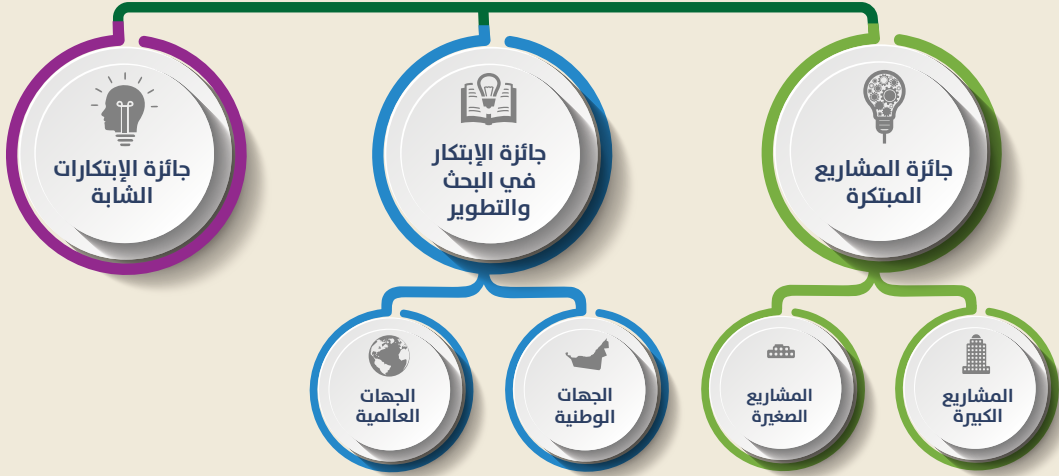 جائزة المشاريع
المبتكرة
جائزة الإبتكار
في البحث
والتطوير
جائزة الإبتكارات
الشابة
المشاريع
الكبيرة
المشاريع
الصغيرة
الجهات
الوطنية
الجهات
العالمية